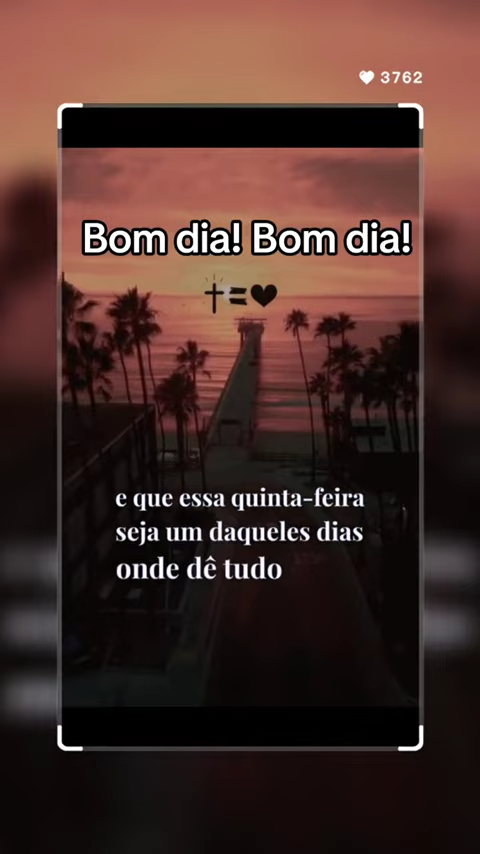 3762
Bom dia! Bom dia!
e que essa quinta-feira
seja um daqueles dias
onde dê tudo